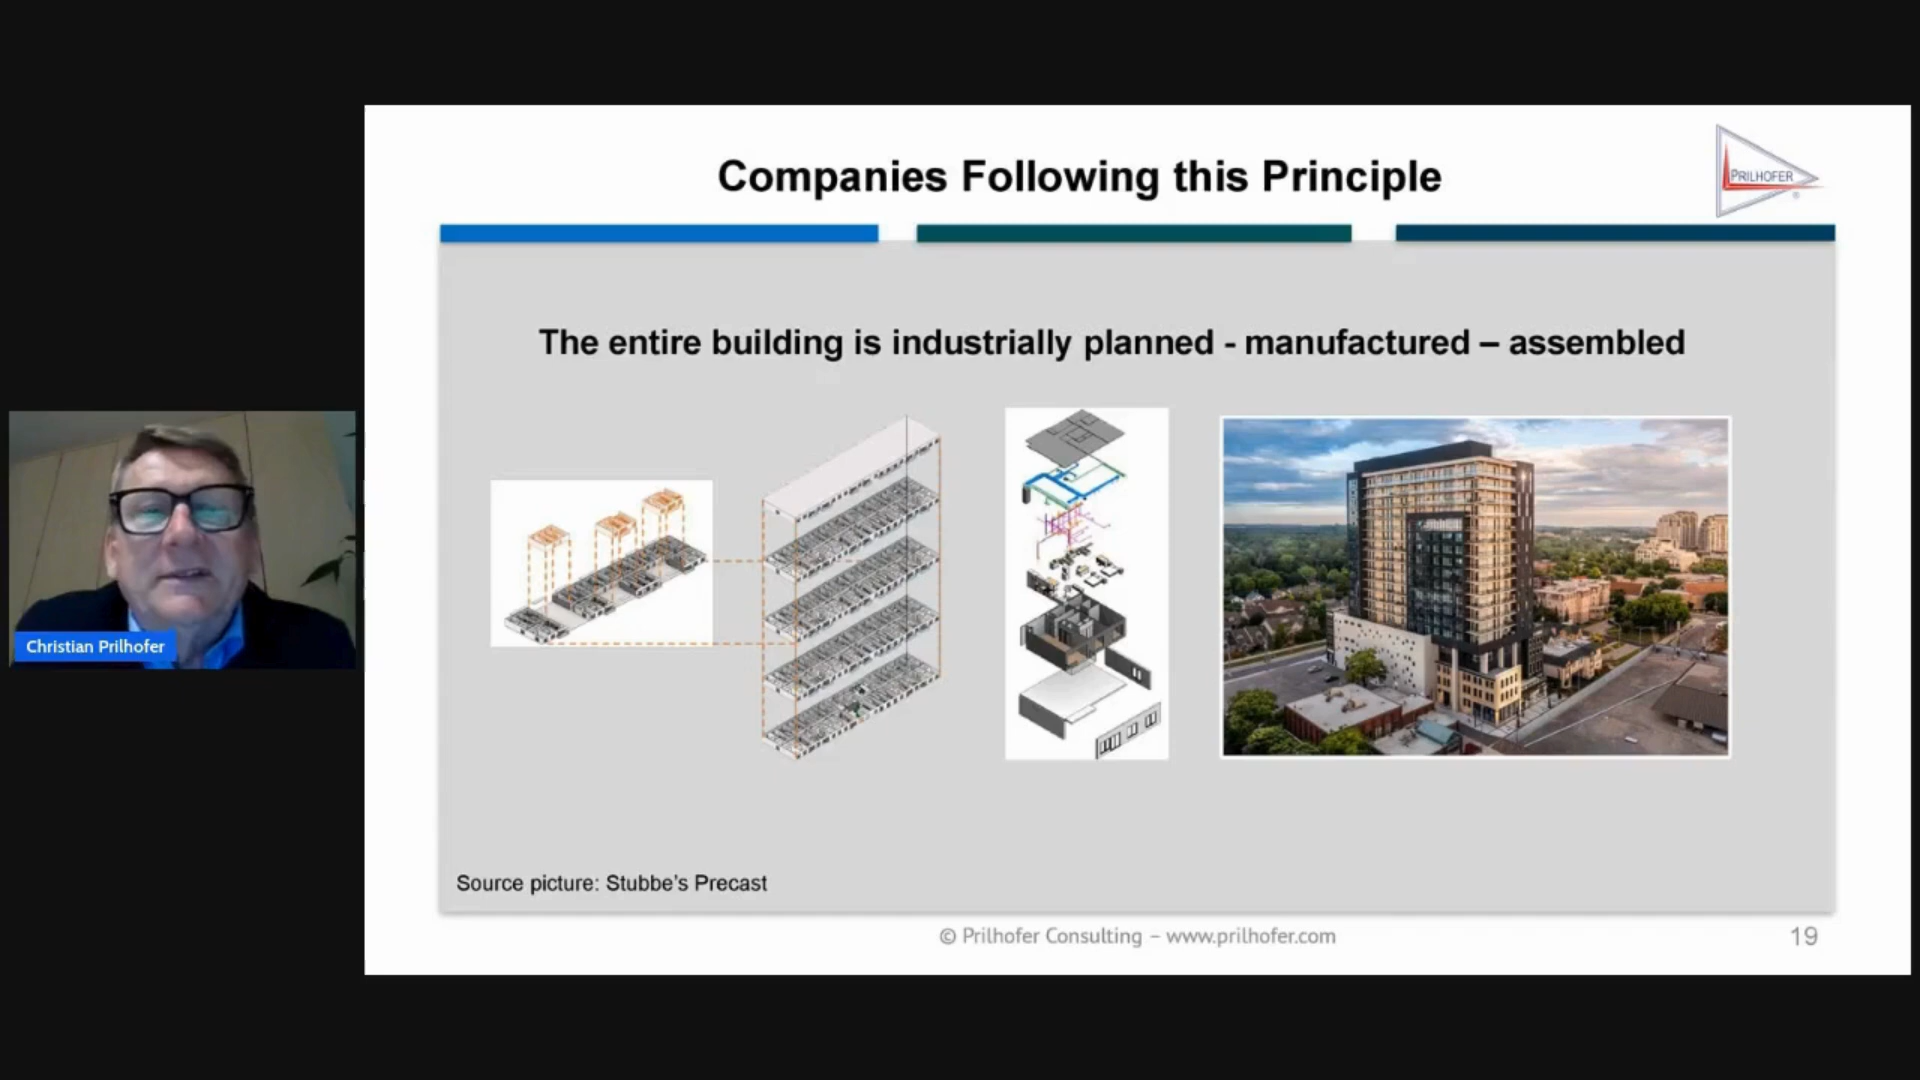 Companies Following this Principle
PRILHOFER
®
The entire building is industrially planned - manufactured – assembled
Christian Prilhofer
Source picture: Stubbe's Precast
© Prilhofer Consulting – www.prilhofer.com
19